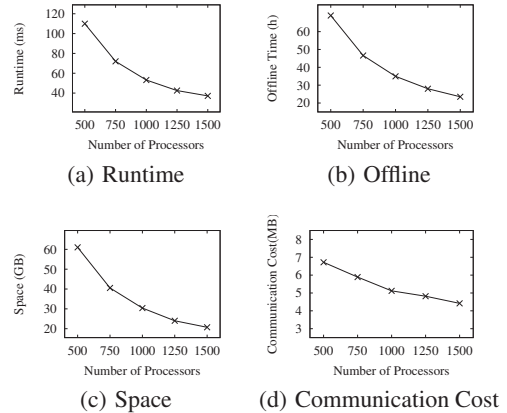 Runtime (ms)
120
100
80
60
40
500 750 1000 1250 1500
Number of Processors
(a) Runtime
Offline Time (h)
60
50
40
30
20
500 750 1000 1250 1500
Number of Processors
(b) Offline
Space (GB)
60
50
40
30
20
500 750 1000 1250 1500
Number of Processors
(c) Space
Communication Cost(MB)
8
7
6
5
4
3
500 750 1000 1250 1500
Number of Processors
(d) Communication Cost